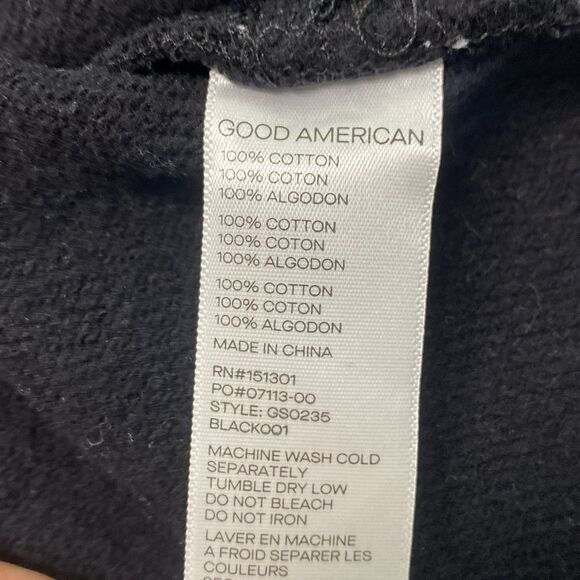 GOOD AMERICAN
100% COTTON
100% COTON
100% ALGODON
100% COTTON
100% COTON
100% ALGODON
100% COTTON
100% COTON
100% ALGODON
MADE IN CHINA
RN#151301
PO#07113-00
STYLE: GS0235
BLACK001
MACHINE WASH COLD
SEPARATELY
TUMBLE DRY LOW
DO NOT BLEACH
DO NOT IRON
LAVER EN MACHINE
A FROID SEPARER LES
COULEURS